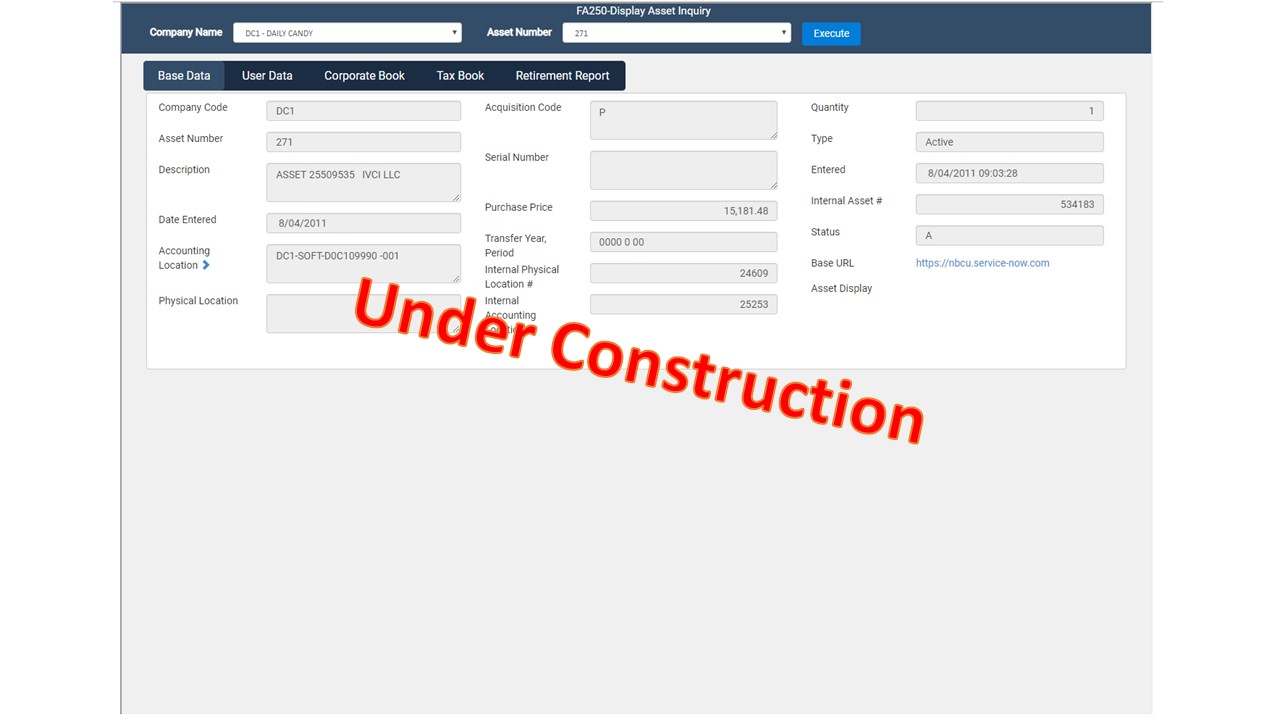 FA250-Display Asset Inquiry
Company Name DC1 - DAILY CANDY Asset Number 271 Execute
Base Data User Data Corporate Book Tax Book Retirement Report
Company Code DC1
Asset Number 271
Description ASSET 25509535 IVCI LLC
Date Entered 8/04/2011
Accounting
Location DC1-SOFT-D0C109990 -001
Physical Location
Acquisition Code P
Serial Number
Purchase Price 15,181.48
Transfer Year,
Period 0000 0 00
Internal Physical
Location # 24609
Internal
Accounting 25253
Quantity 1
Type Active
Entered 8/04/2011 09:03:28
Internal Asset # 534183
Status A
Base URL https://nbcu.service-now.com
Asset Display
Under Construction